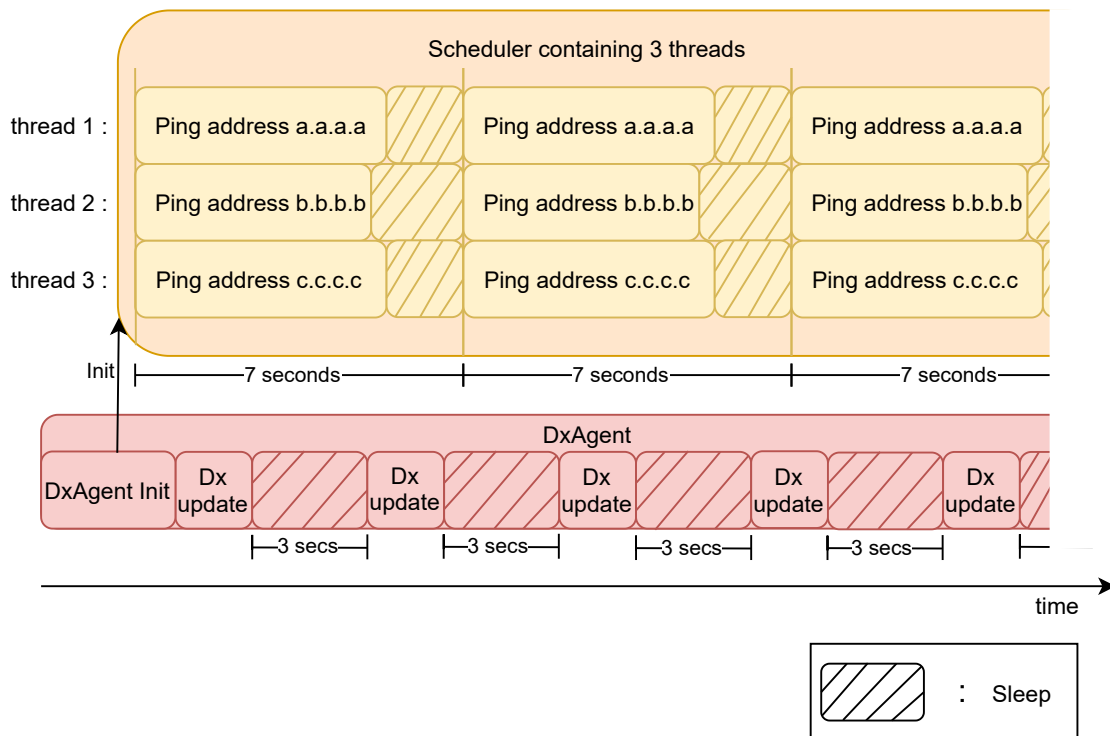 Scheduler containing 3 threads
thread 1 : Ping address a.a.a.a Ping address a.a.a.a Ping address a.a.a.a
thread 2 : Ping address b.b.b.b Ping address b.b.b.b Ping address b.b.b.b
thread 3 : Ping address c.c.c.c Ping address c.c.c.c Ping address c.c.c.c
Init
7 seconds 7 seconds 7 seconds
DxAgent
DxAgent Init
Dx
update
Dx
update
Dx
update
Dx
update
Dx
update
3 secs 3 secs 3 secs 3 secs
time
: Sleep